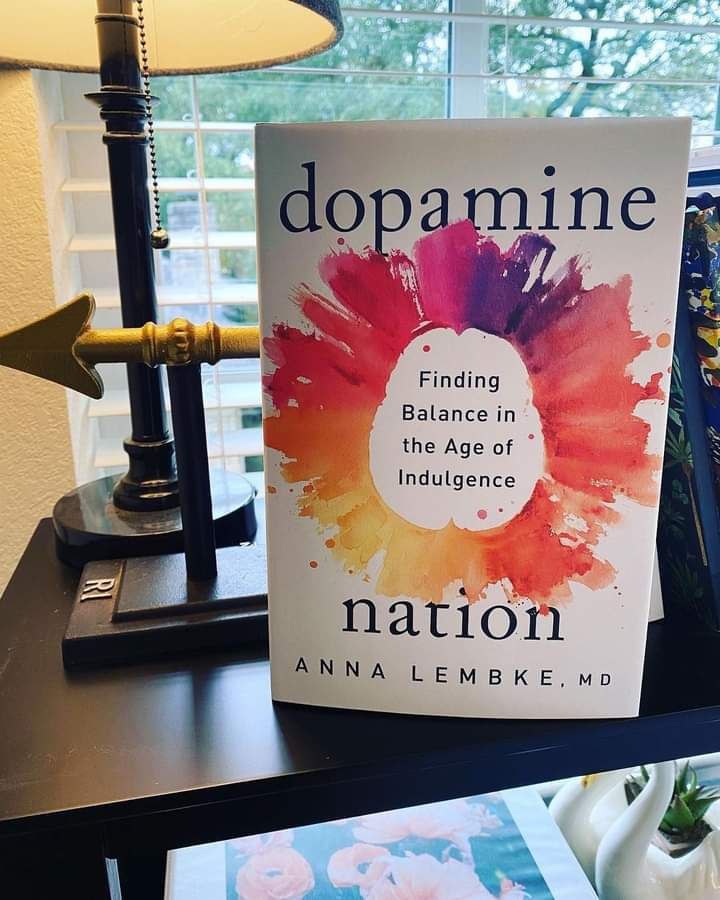 dopamine
Finding
Balance in
the Age of
Indulgence
nation
ANNA LEMBKE, MD
RI